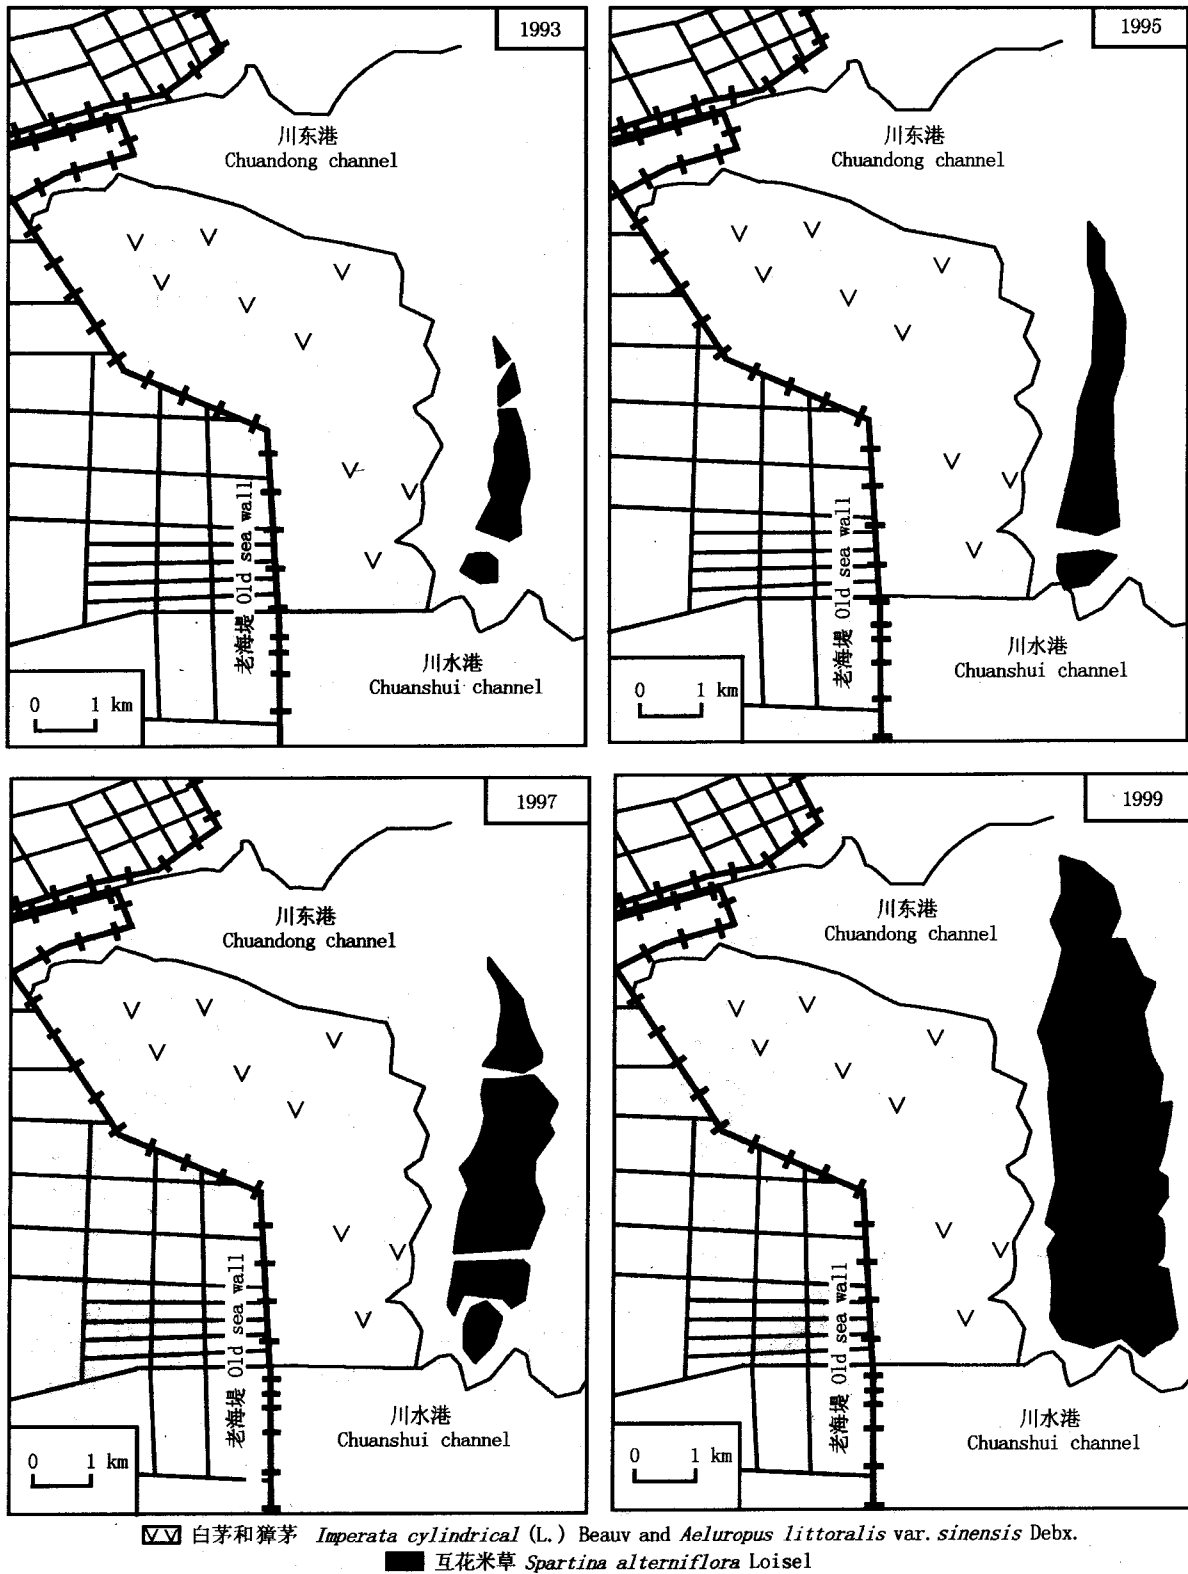 1993
川东港
Chuandong channel
老海堤 Old sea wall
川水港
Chuanshui channel
0 1 km
1995
川东港
Chuandong channel
老海堤 Old sea wall
川水港
Chuanshui channel
0 1 km
1997
川东港
Chuandong channel
老海堤 Old sea wall
川水港
Chuanshui channel
0 1 km
1999
川东港
Chuandong channel
老海堤 Old sea wall
川水港
Chuanshui channel
0 1 km
白茅和獐茅 Imperata cylindrical (L.) Beauv and Aeluropus littoralis var. sinensis Debx.
互花米草 Spartina alterniflora Loisel